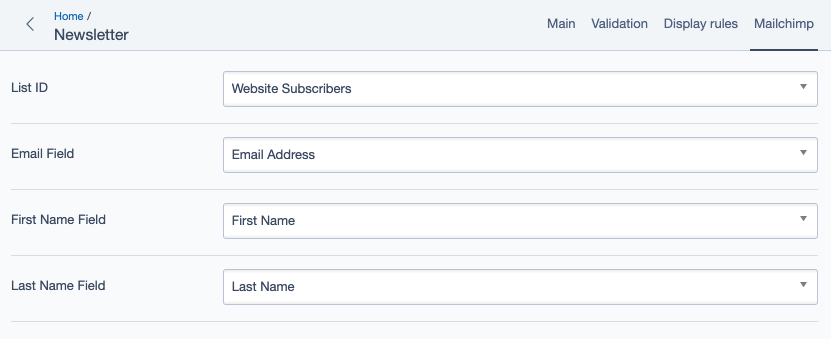 Home /
Newsletter
Main Validation Display rules Mailchimp
List ID Website Subscribers
Email Field Email Address
First Name Field First Name
Last Name Field Last Name